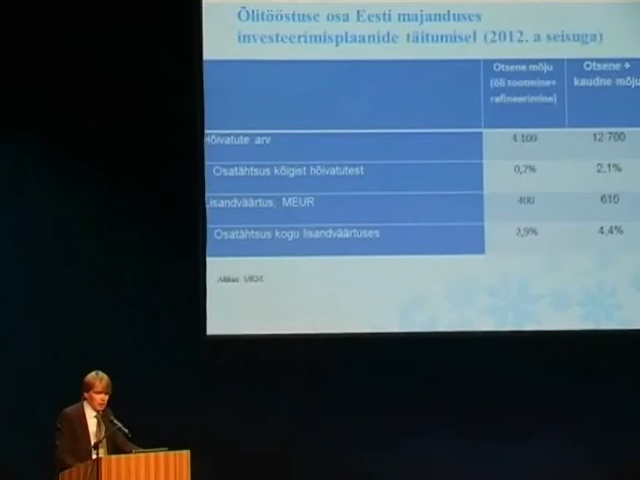 Õlitööstuse osa Eesti majanduses
investeerimisplaanide täitumisel (2012. a seisuga)
Otsene mõju
(õli tootmine+
rafineerimine)
Otsene +
kaudne mõju
Hõivatute arv 4 100 12 700
Osatähtsus kõigist hõivatutest 0,2% 2,1%
Lisandväärtus, MEUR 400 610
Osatähtsus kogu lisandväärtuses 2,9% 4,4%
Allikas: